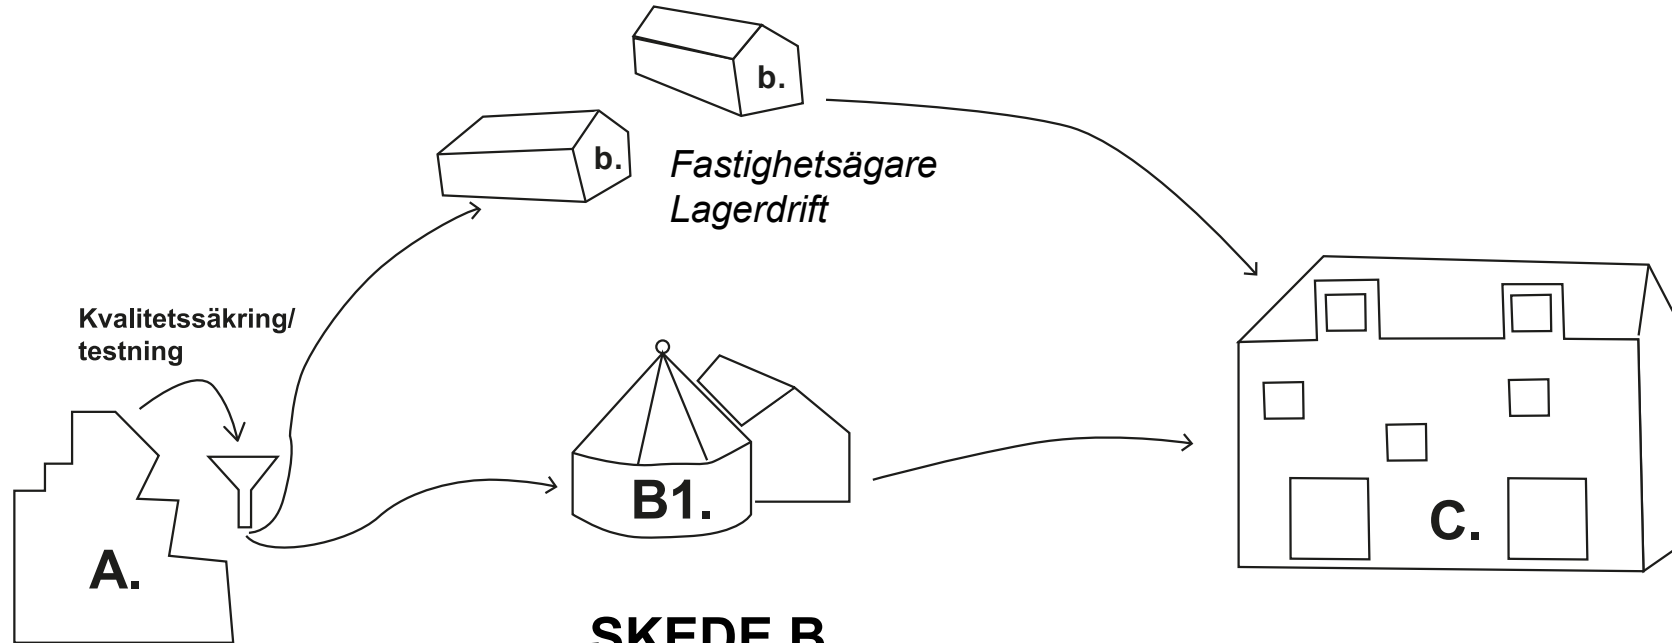 b.
b.
Fastighetsägare
Lagerdrift
Kvalitetssäkring/
testning
B1.
C.
A.
SKEDE B